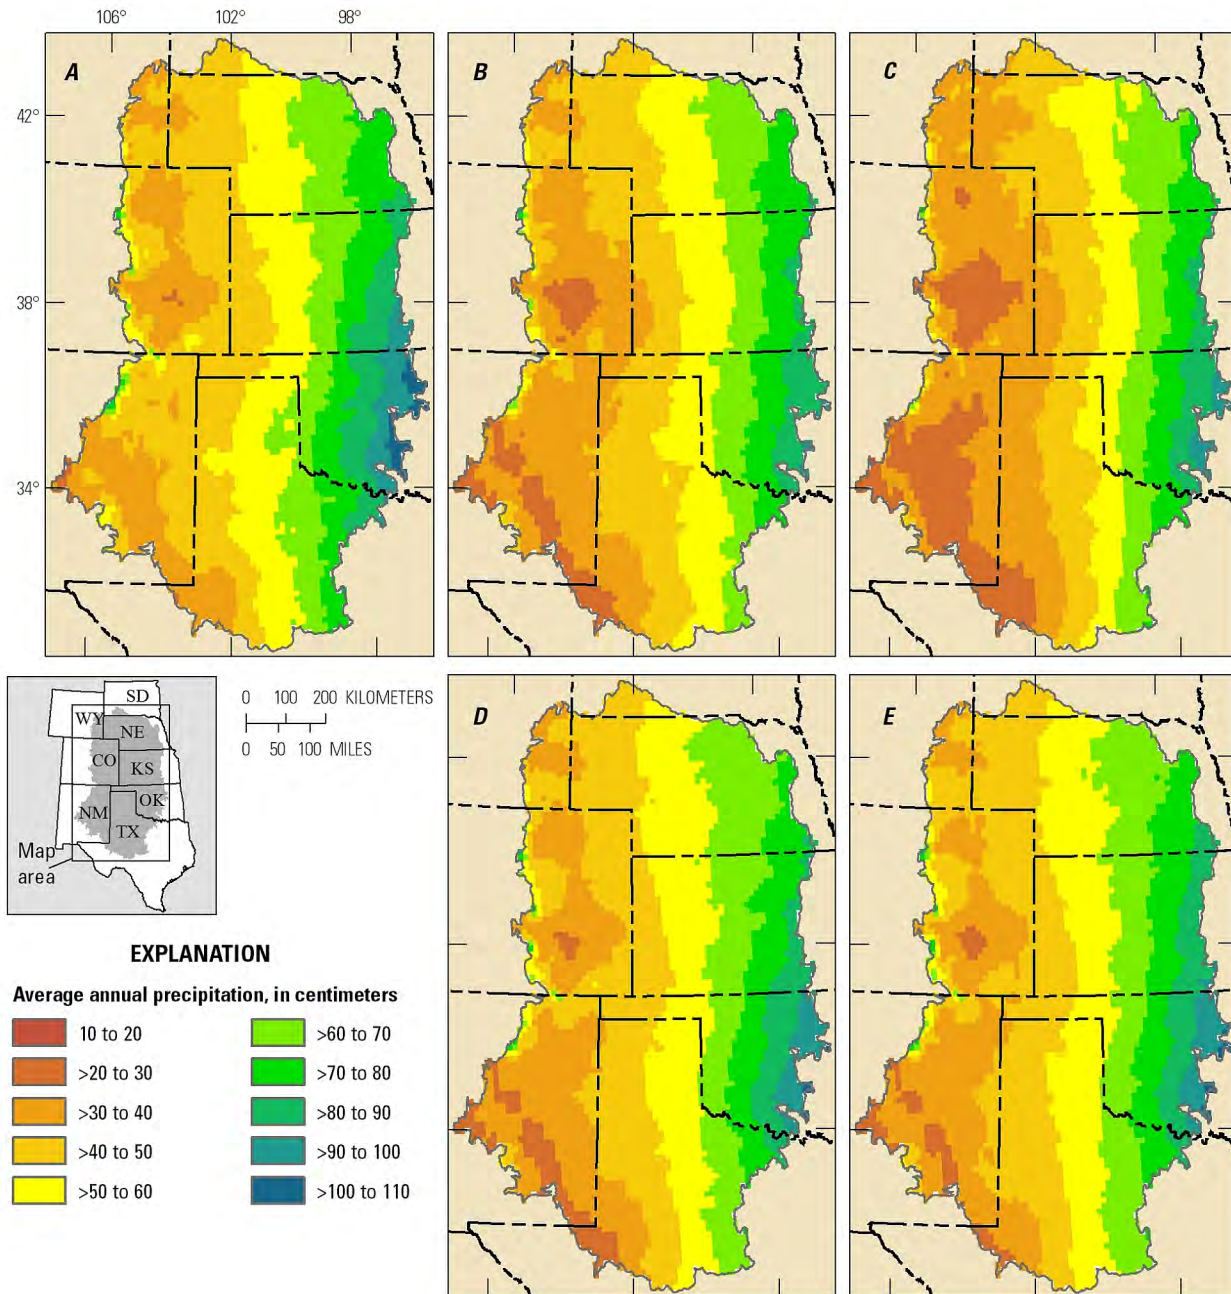 106° 102° 98°
A
B
C
42°
38°
34°
SD
WY
NE
CO
KS
NM
OK
TX
Map
area
0 100 200 KILOMETERS
0 50 100 MILES
D
E
EXPLANATION
Average annual precipitation, in centimeters
10 to 20
>20 to 30
>30 to 40
>40 to 50
>50 to 60
>60 to 70
>70 to 80
>80 to 90
>90 to 100
>100 to 110